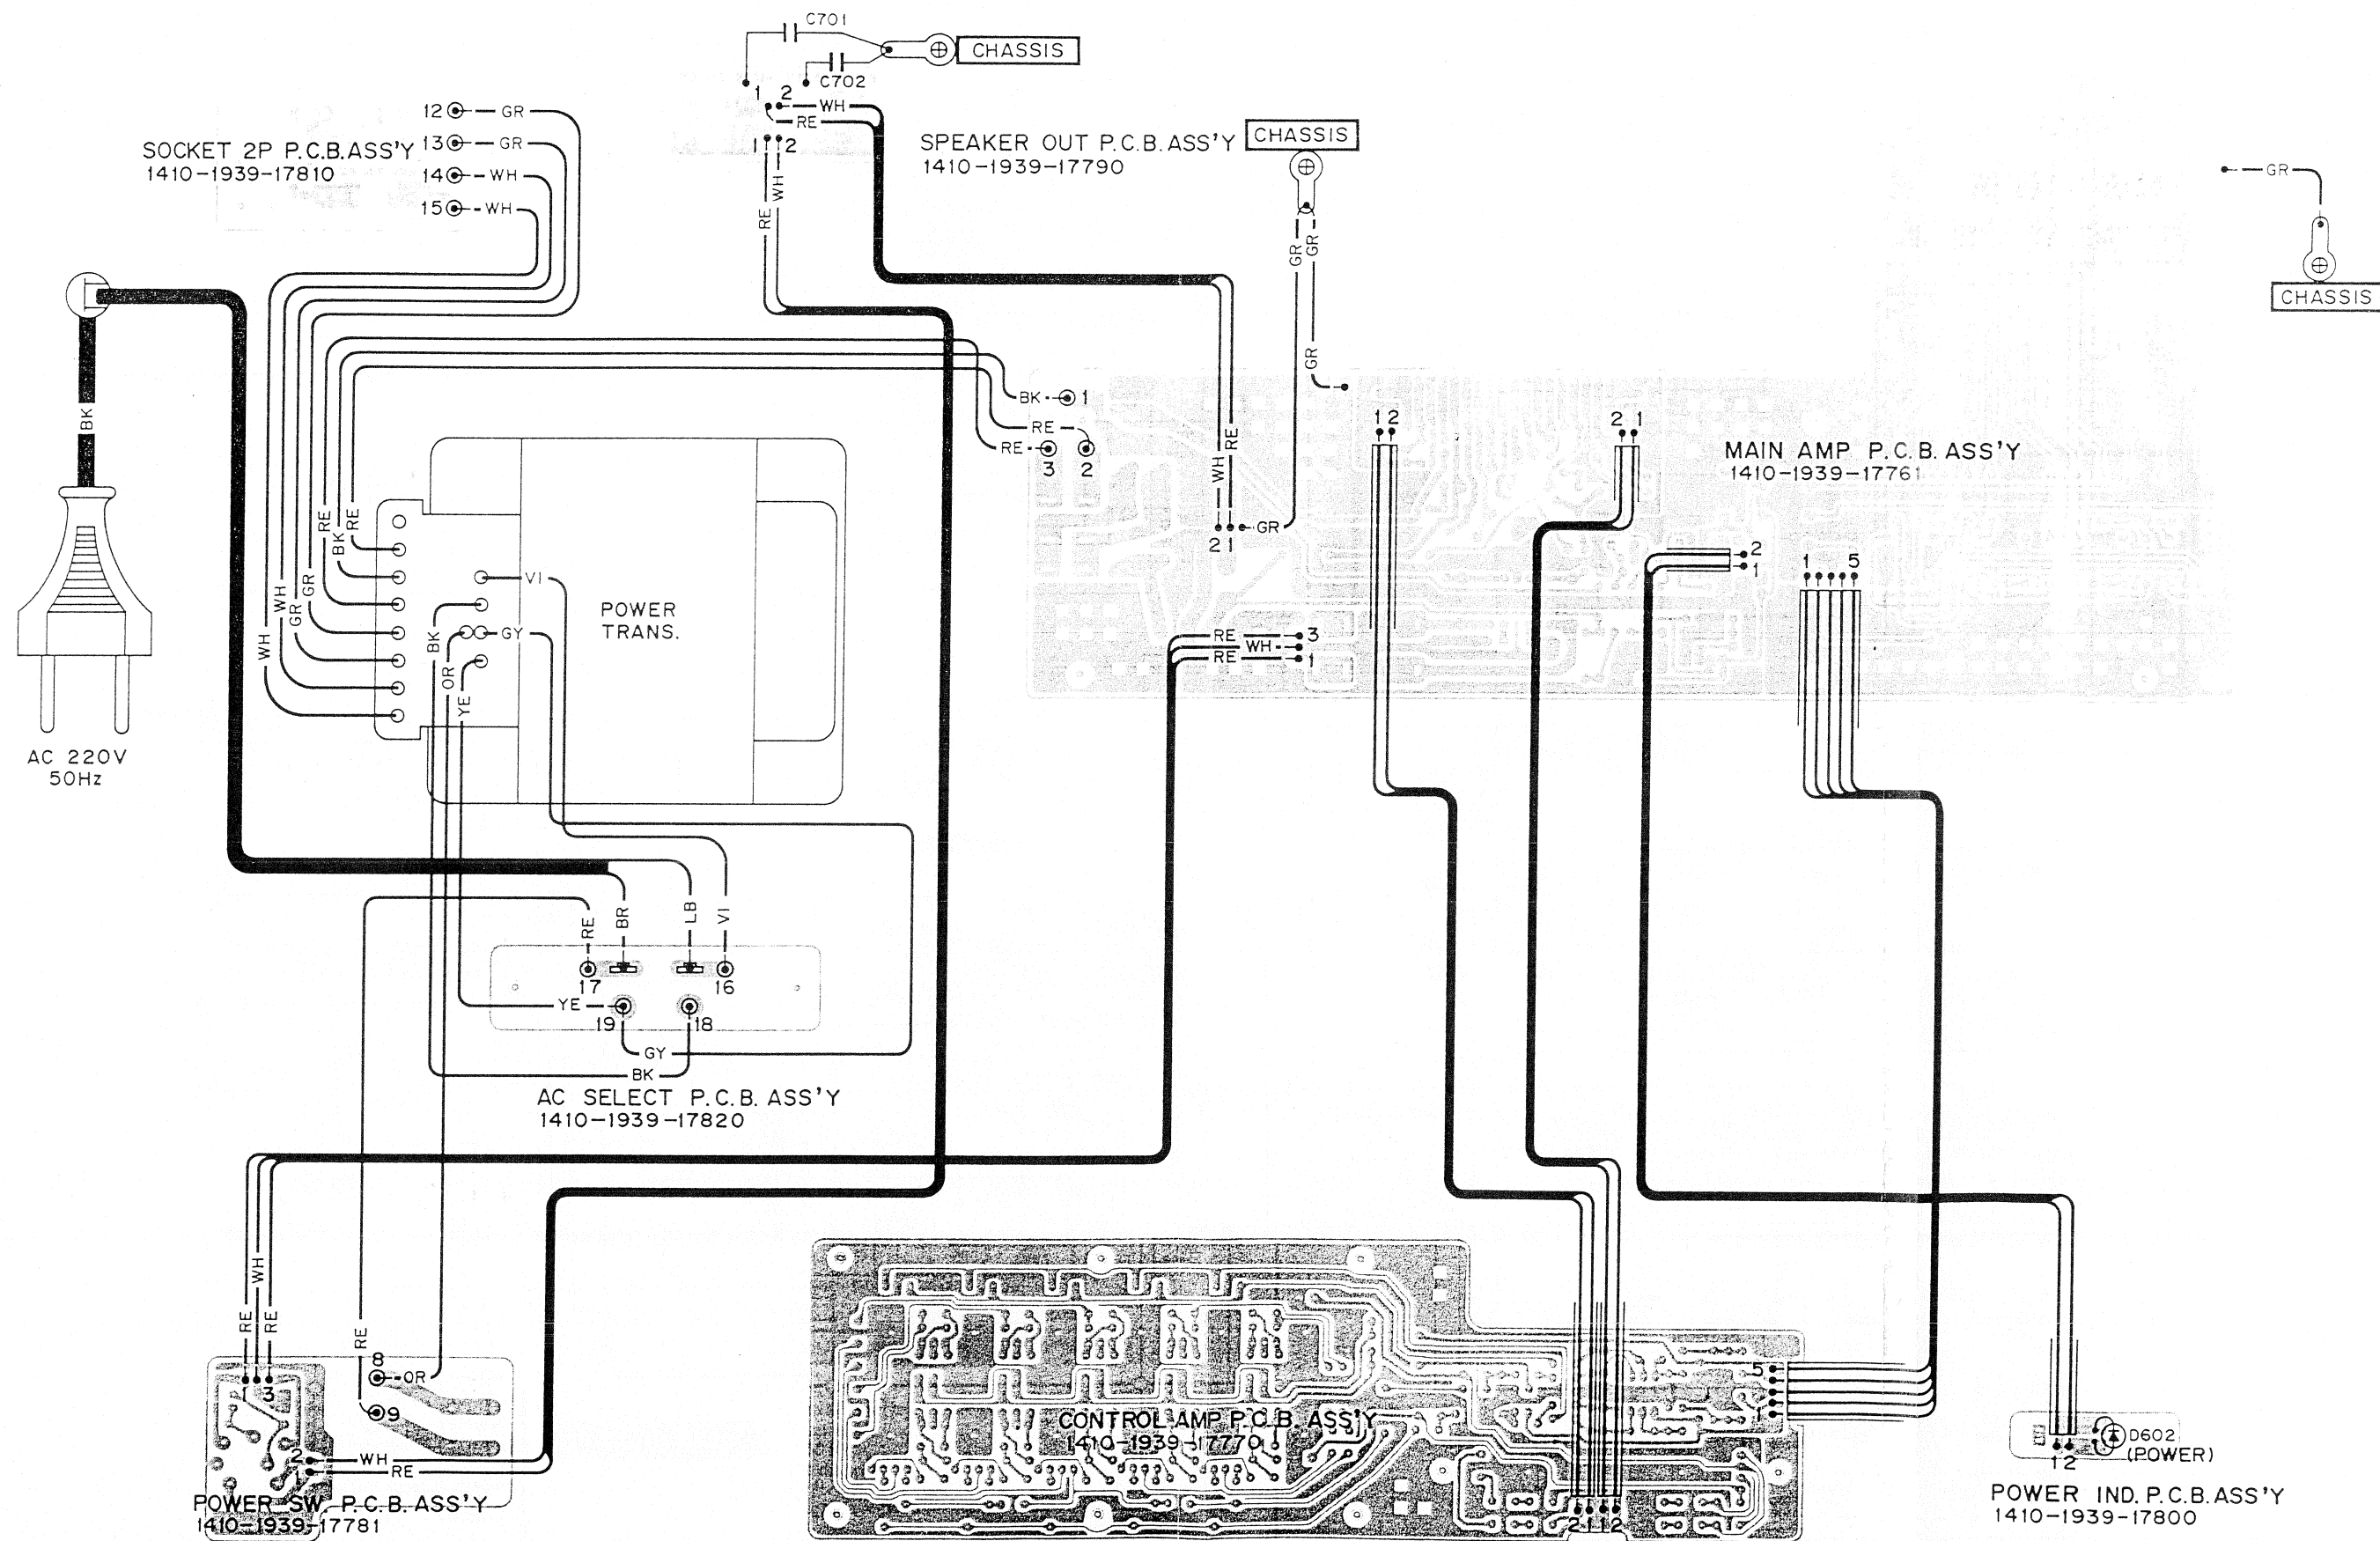 C701
CHASSIS
C702
1 2
WH
RE
1 2
RE
WH
12 GR
13 GR
14 WH
15 WH
SOCKET 2P P.C.B.ASS'Y
1410-1939-17810
SPEAKER OUT P.C.B.ASS'Y
1410-1939-17790
CHASSIS
GR
GR
GR
GR
CHASSIS
BK
AC 220V
50Hz
BK 1
RE
RE
3 2
WH
RE
2 1
GR
1 2
2 1
MAIN AMP P.C.B. ASS'Y
1410-1939-17761
2
1
1 5
RE 3
WH
RE 1
RE
BK
RE
GR
GR
WH
WH
VI
BK
GY
OR
YE
POWER
TRANS.
RE
BR
LB
VI
17
16
YE
19
18
GY
BK
AC SELECT P.C.B. ASS'Y
1410-1939-17820
RE
WH
RE
RE
1 3
8
OR
9
2
WH
1
RE
POWER SW P.C.B. ASS'Y
1410-1939-17781
CONTROL AMP P.C.B. ASS'Y
1410-1939-17770
5
1
2 1 1 2
D602
(POWER)
1 2
POWER IND. P.C.B. ASS'Y
1410-1939-17800